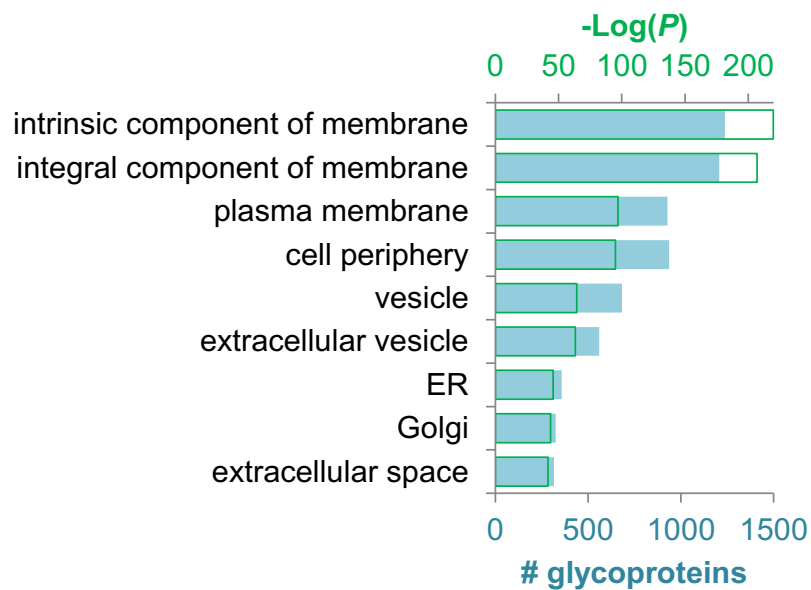 -Log(P)
0 50 100 150 200
intrinsic component of membrane
integral component of membrane
plasma membrane
cell periphery
vesicle
extracellular vesicle
ER
Golgi
extracellular space
0 500 1000 1500
# glycoproteins